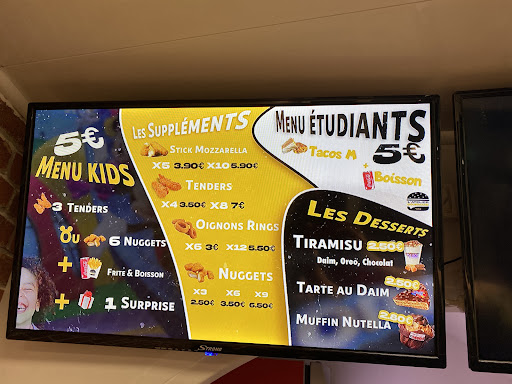 5€
MENU KIDS
3 TENDERS
OU 6 NUGGETS
+ FRITE & BOISSON
+ 1 SURPRISE
LES SUPPLÉMENTS
STICK MOZZARELLA
X5 3.90€ X10 5.90€
TENDERS
X4 3.50€ X8 7€
OIGNONS RINGS
X6 3€ X12 5.50€
NUGGETS
X3 X6 X9
2.50€ 3.50€ 6.50€
MENU ÉTUDIANTS
5€
TACOS M
+ BOISSON
LES DESSERTS
TIRAMISU 2.50€
Daim, Oreo, Chocolat
2.50€
TARTE AU DAIM
2.50€
MUFFIN NUTELLA
STRONG